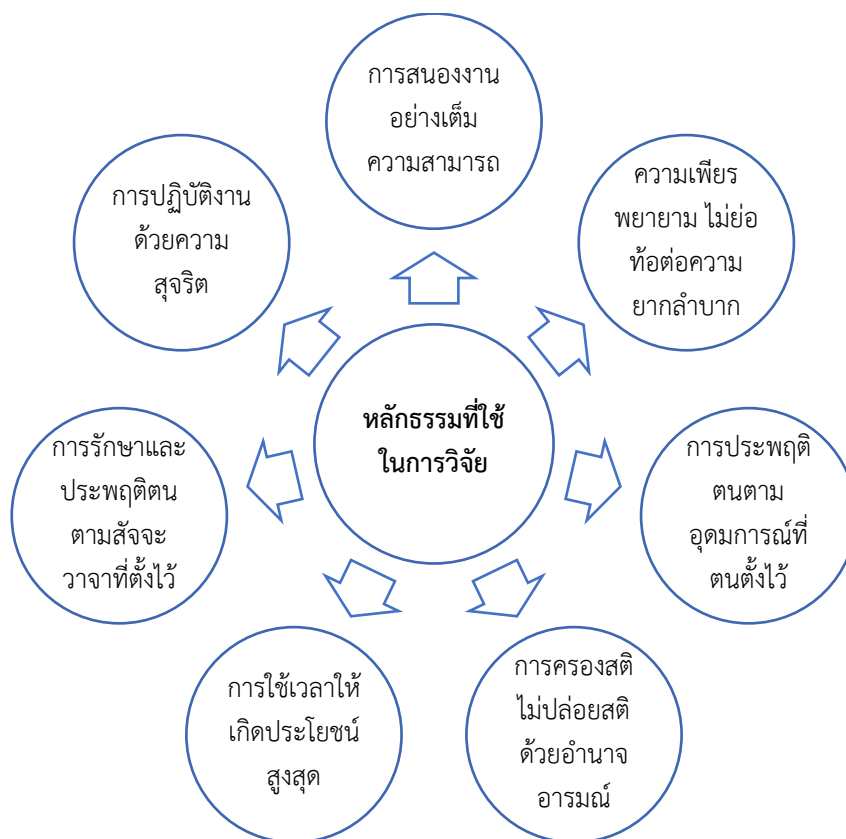 การสนองงาน
อย่างเต็ม
ความสามารถ
ความเพียร
พยายาม ไม่ย่อ
ท้อต่อความ
ยากลำบาก
การประพฤติ
ตนตาม
อุดมการณ์ที่
ตนตั้งไว้
การครองสติ
ไม่ปล่อยสติ
ด้วยอำนาจ
อารมณ์
การใช้เวลาให้
เกิดประโยชน์
สูงสุด
การรักษาและ
ประพฤติตน
ตามสัจจะ
วาจาที่ตั้งไว้
การปฏิบัติงาน
ด้วยความ
สุจริต
หลักธรรมที่ใช้
ในการวิจัย